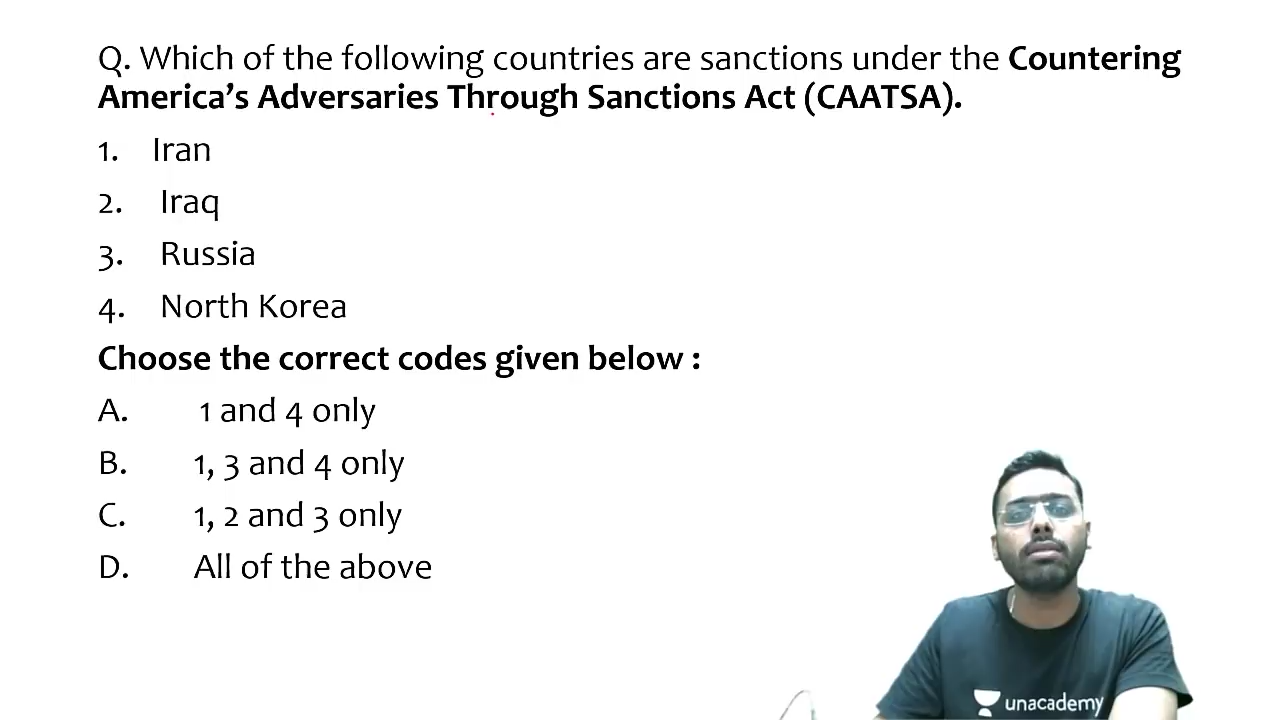 Q. Which of the following countries are sanctions under the Countering
America's Adversaries Through Sanctions Act (CAATSA).
1. Iran
2. Iraq
3. Russia
4. North Korea
Choose the correct codes given below :
A. 1 and 4 only
B. 1, 3 and 4 only
C. 1, 2 and 3 only
D. All of the above
unacademy